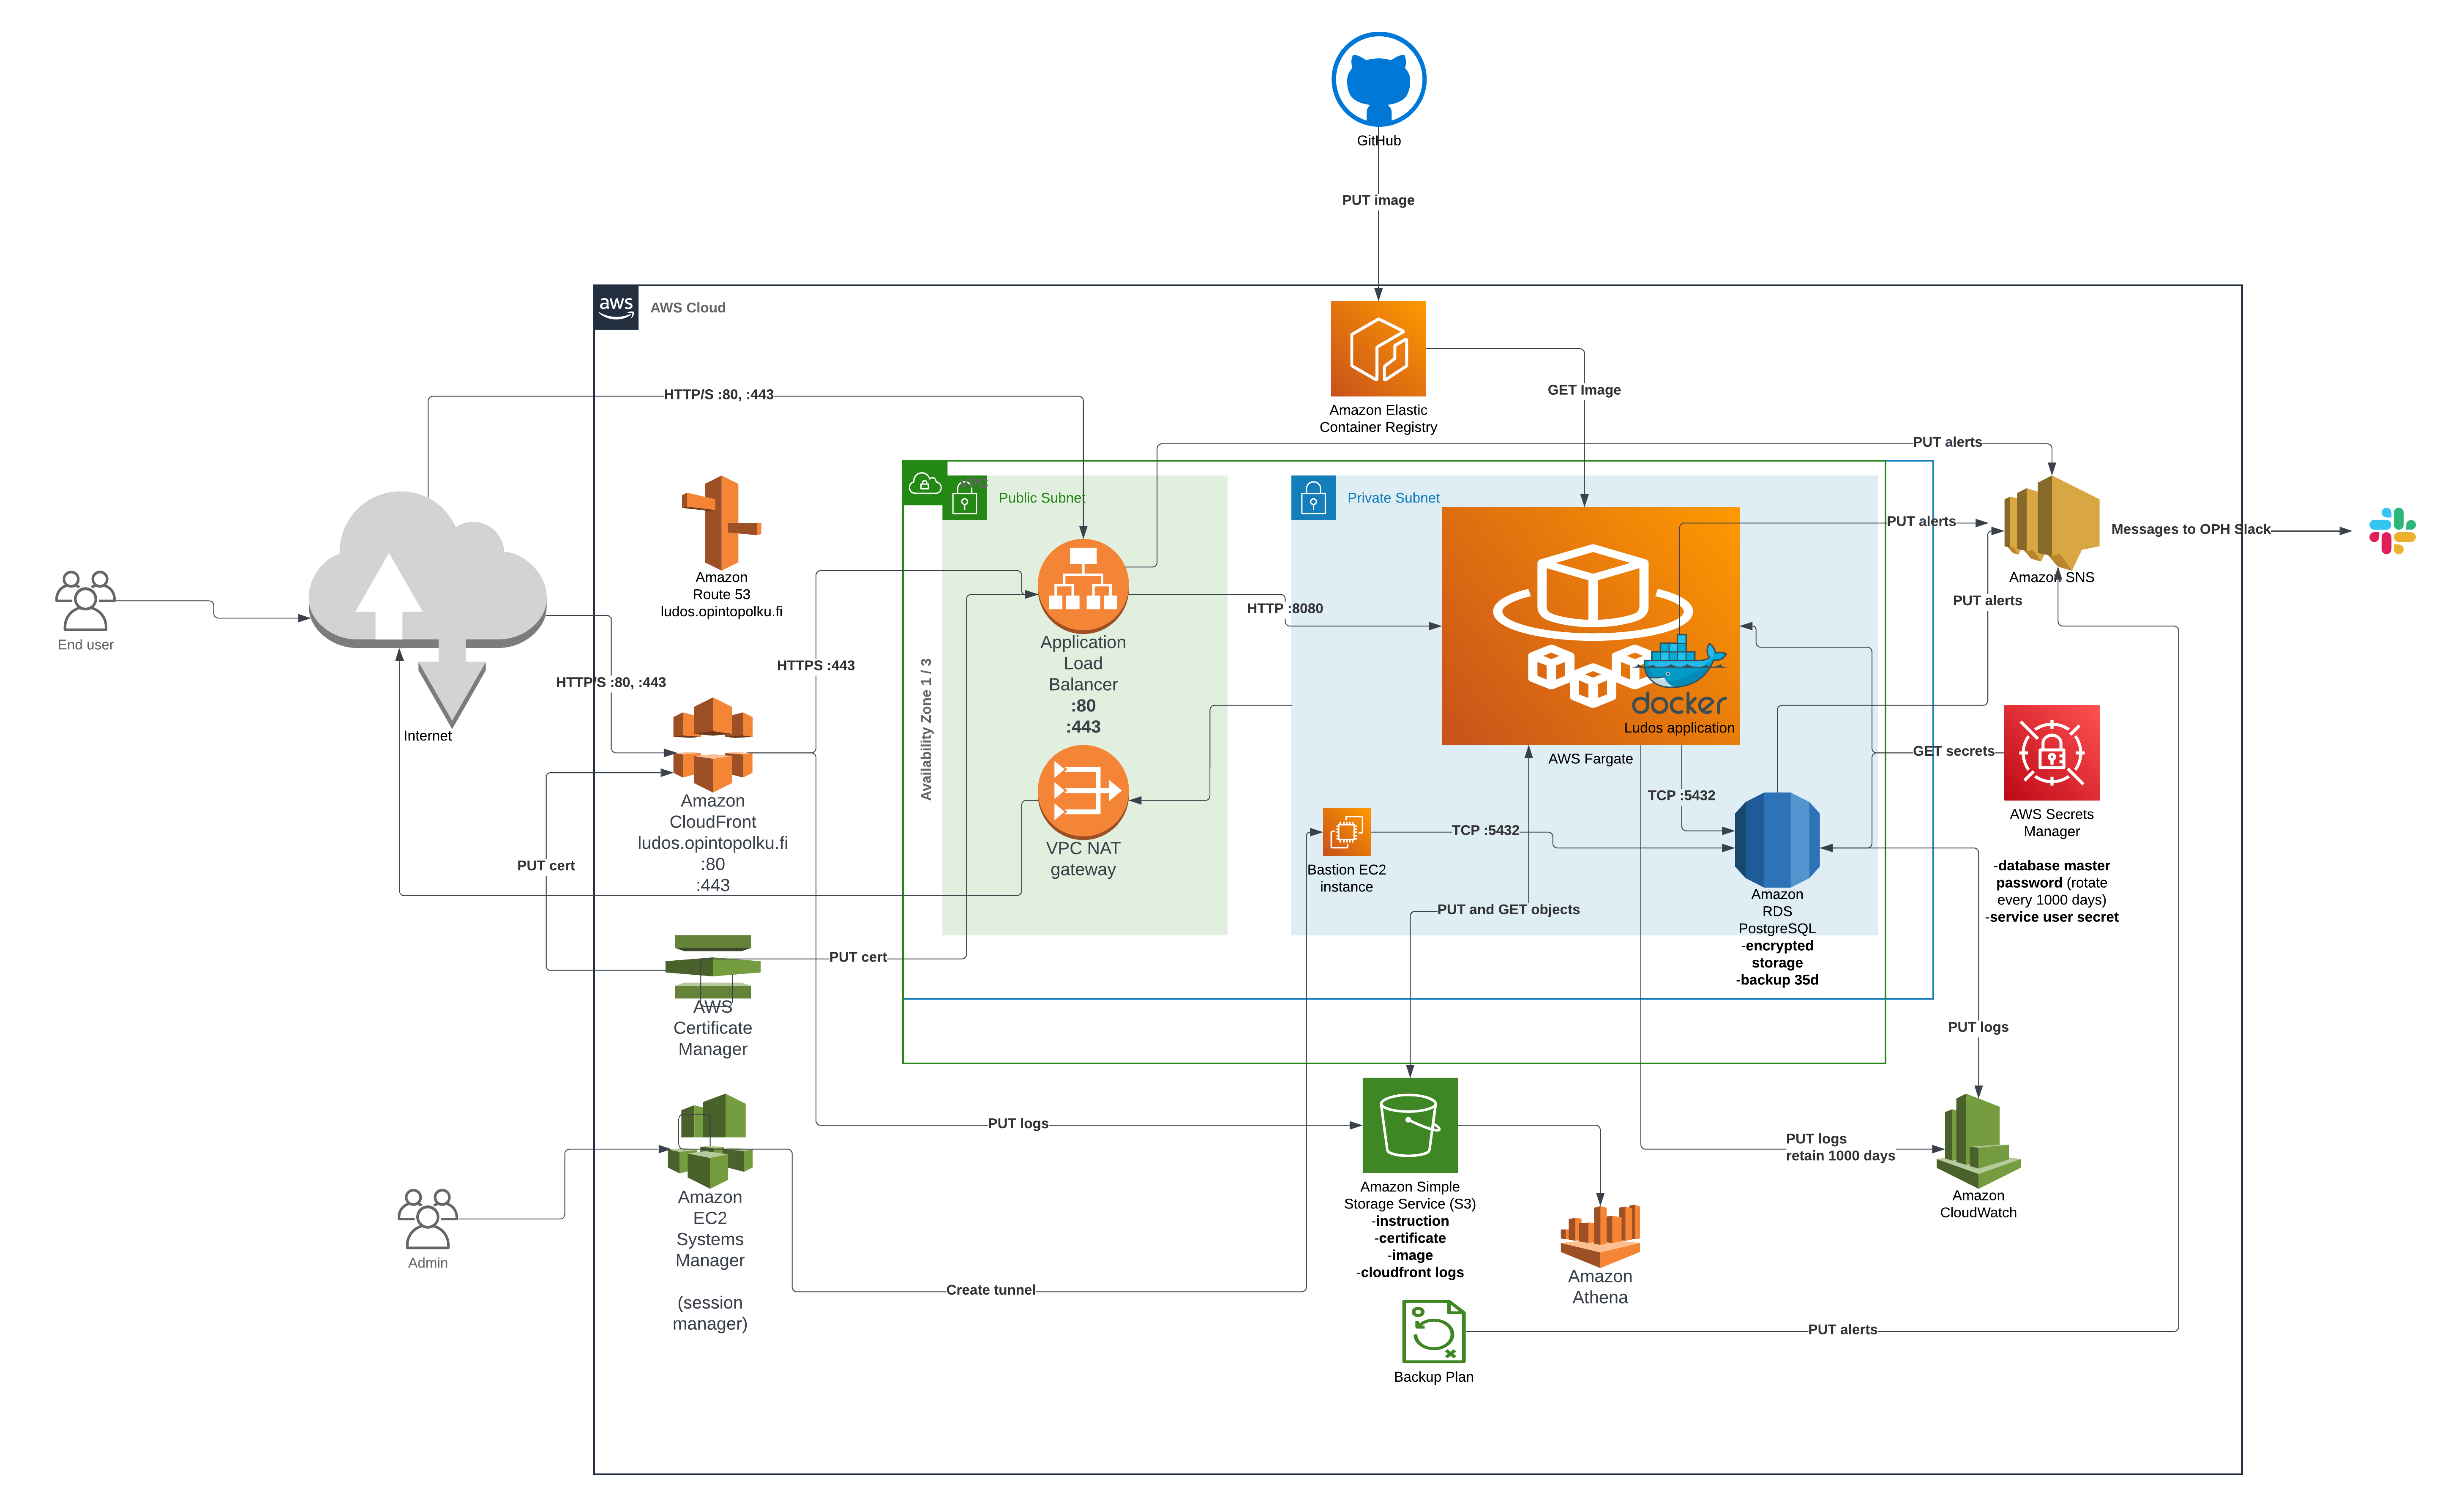 GitHub
PUT image
aws
AWS Cloud
HTTP/S :80, :443
Amazon Elastic
Container Registry
GET Image
PUT alerts
VPC
Public Subnet
Private Subnet
Amazon
Route 53
ludos.opintopolku.fi
PUT alerts
Messages to OPH Slack
Amazon SNS
PUT alerts
End user
Internet
HTTP/S :80, :443
HTTPS :443
Availability Zone 1 / 3
Application
Load
Balancer
:80
:443
HTTP :8080
docker
Ludos application
AWS Fargate
GET secrets
AWS Secrets
Manager
-database master
password (rotate
every 1000 days)
-service user secret
Amazon
CloudFront
ludos.opintopolku.fi
:80
:443
PUT cert
VPC NAT
gateway
TCP :5432
TCP :5432
Bastion EC2
instance
PUT and GET objects
Amazon
RDS
PostgreSQL
-encrypted
storage
-backup 35d
PUT cert
AWS
Certificate
Manager
PUT logs
PUT logs
PUT logs
retain 1000 days
Amazon
CloudWatch
Amazon
EC2
Systems
Manager
(session
manager)
Admin
Create tunnel
Amazon Simple
Storage Service (S3)
-instruction
-certificate
-image
-cloudfront logs
Amazon
Athena
PUT alerts
Backup Plan